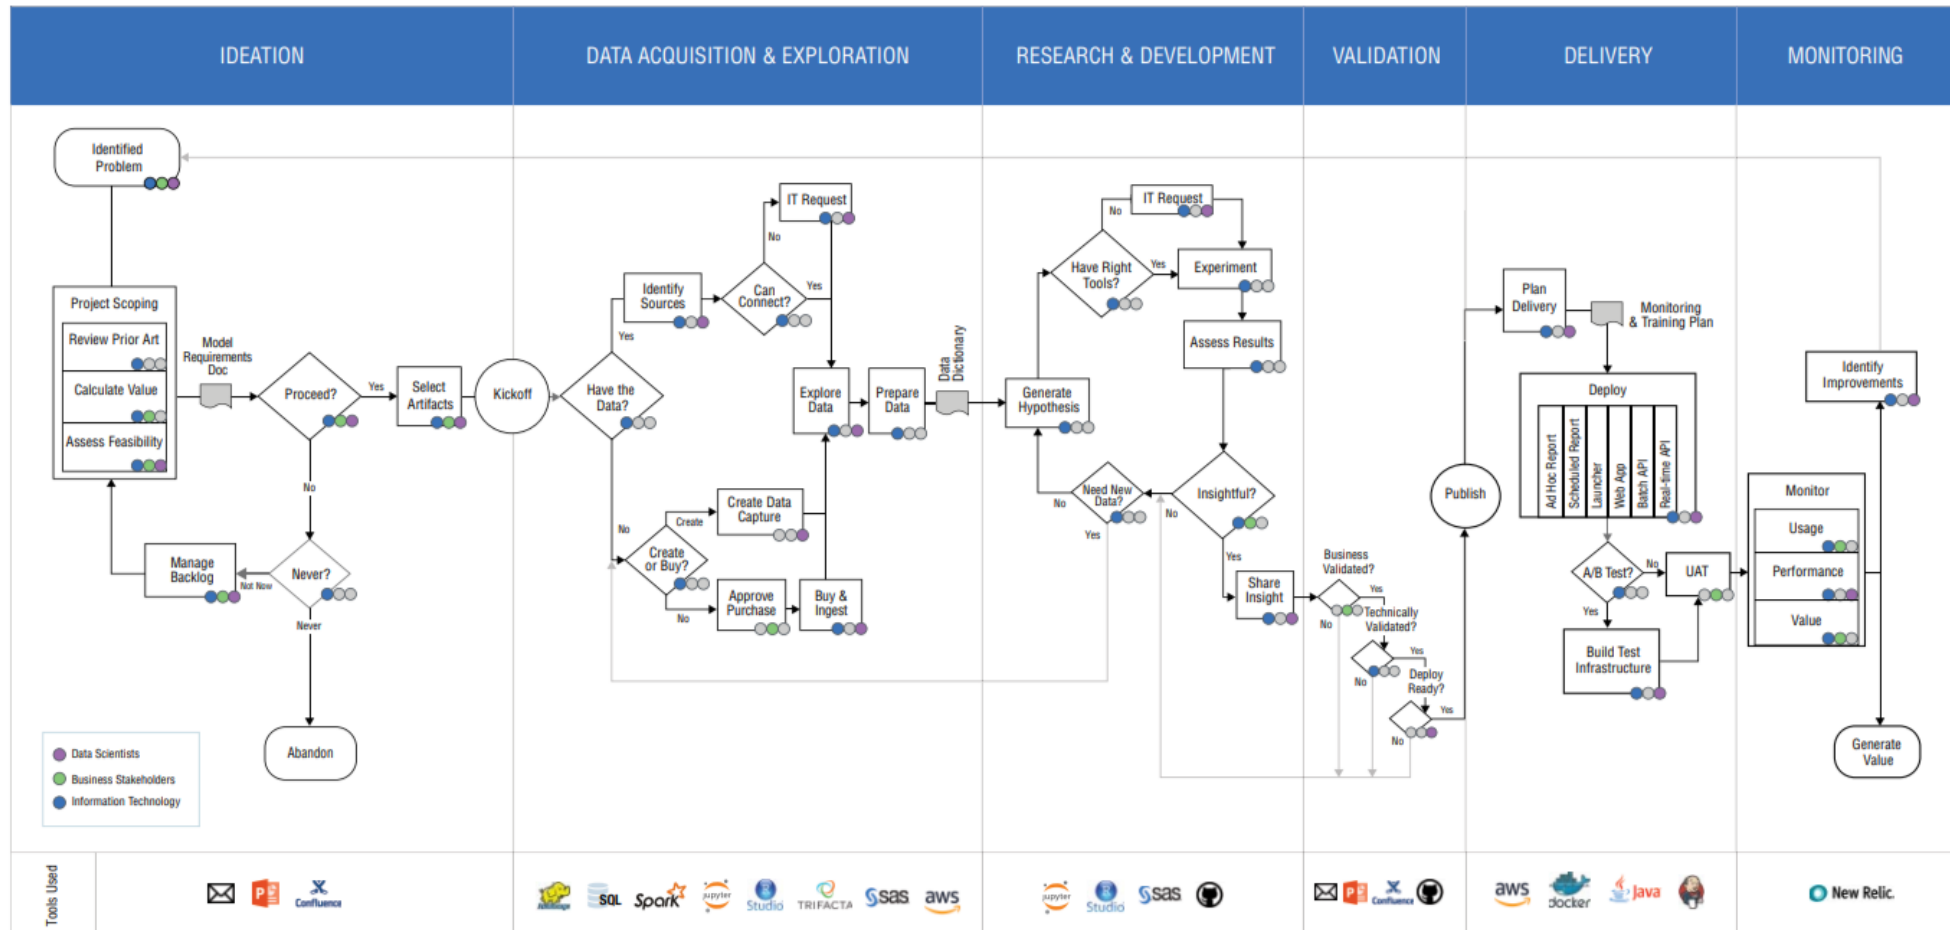 IDEATION
DATA ACQUISITION & EXPLORATION
RESEARCH & DEVELOPMENT
VALIDATION
DELIVERY
MONITORING
Identified
Problem
Project Scoping
Review Prior Art
Calculate Value
Assess Feasibility
Model
Requirements
Doc
Proceed?
Yes
No
Select
Artifacts
Manage
Backlog
Not Now
Never?
Never
Abandon
Data Scientists
Business Stakeholders
Information Technology
Kickoff
Have the
Data?
Yes
No
Identify
Sources
Can
Connect?
No
Yes
IT Request
Create
or Buy?
Create
No
Create Data
Capture
Approve
Purchase
Buy &
Ingest
Explore
Data
Prepare
Data
Data
Dictionary
Generate
Hypothesis
Have Right
Tools?
No
Yes
IT Request
Experiment
Assess Results
Insightful?
No
Yes
Need New
Data?
No
Yes
Share
Insight
Business
Validated?
Yes
No
Technically
Validated?
Yes
No
Deploy
Ready?
Yes
No
Publish
Plan
Delivery
Monitoring
& Training Plan
Deploy
Ad Hoc Report
Scheduled Report
Launcher
Web App
Batch API
Real-time API
A/B Test?
No
Yes
UAT
Build Test
Infrastructure
Monitor
Usage
Performance
Value
Identify
Improvements
Generate
Value
Tools Used
P
Confluence
SQL
Spark
jupyter
Studio
TRIFACTA
sas
aws
jupyter
Studio
sas
P
Confluence
aws
docker
Java
New Relic.